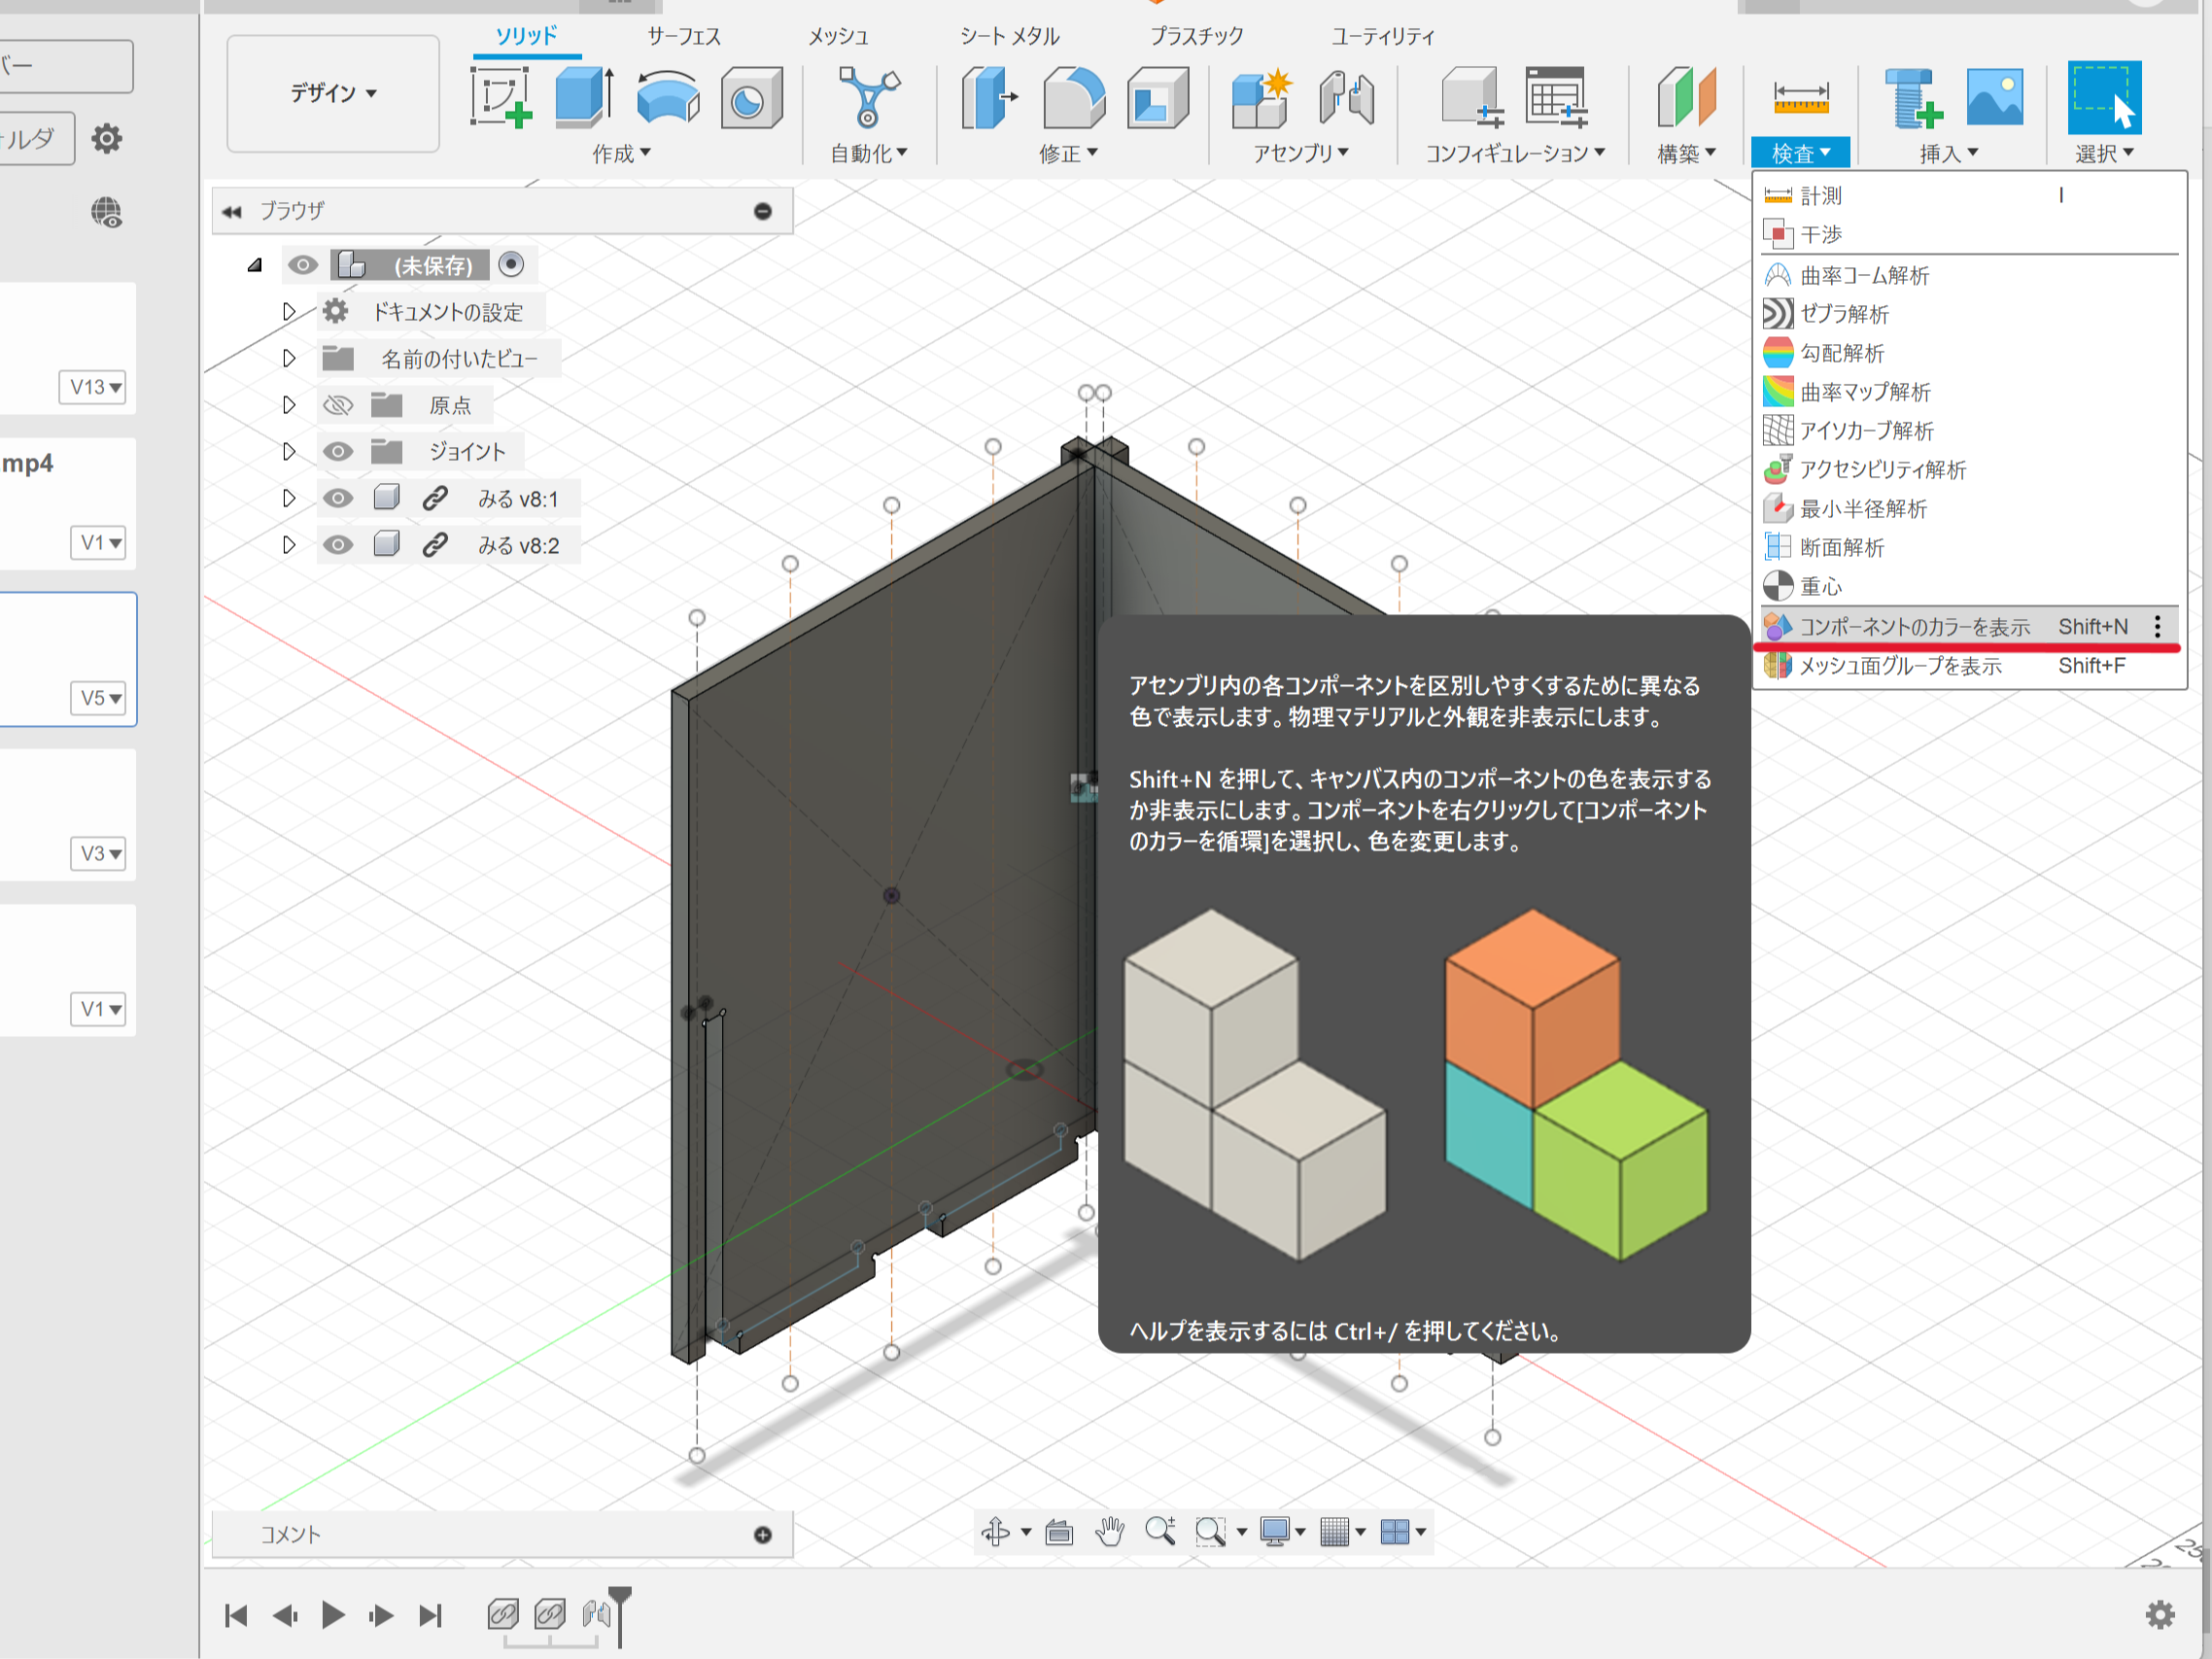 ソリッド
サーフェス
メッシュ
シート メタル
プラスチック
ユーティリティ
バー
デザイン
ルダ
作成
自動化
修正
アセンブリ
コンフィギュレーション
構築
検査
挿入
選択
ブラウザ
(未保存)
ドキュメントの設定
名前の付いたビュー
原点
ジョイント
みる v8:1
みる v8:2
V13
.mp4
V1
V5
V3
V1
計測 I
干渉
曲率コーム解析
ゼブラ解析
勾配解析
曲率マップ解析
アイソカーブ解析
アクセシビリティ解析
最小半径解析
断面解析
重心
コンポーネントのカラーを表示 Shift+N
メッシュ面グループを表示 Shift+F
アセンブリ内の各コンポーネントを区別しやすくするために異なる
色で表示します。物理マテリアルと外観を非表示にします。
Shift+N を押して、キャンバス内のコンポーネントの色を表示する
か非表示にします。コンポーネントを右クリックして[コンポーネント
のカラーを循環]を選択し、色を変更します。
ヘルプを表示するには Ctrl+/ を押してください。
コメント